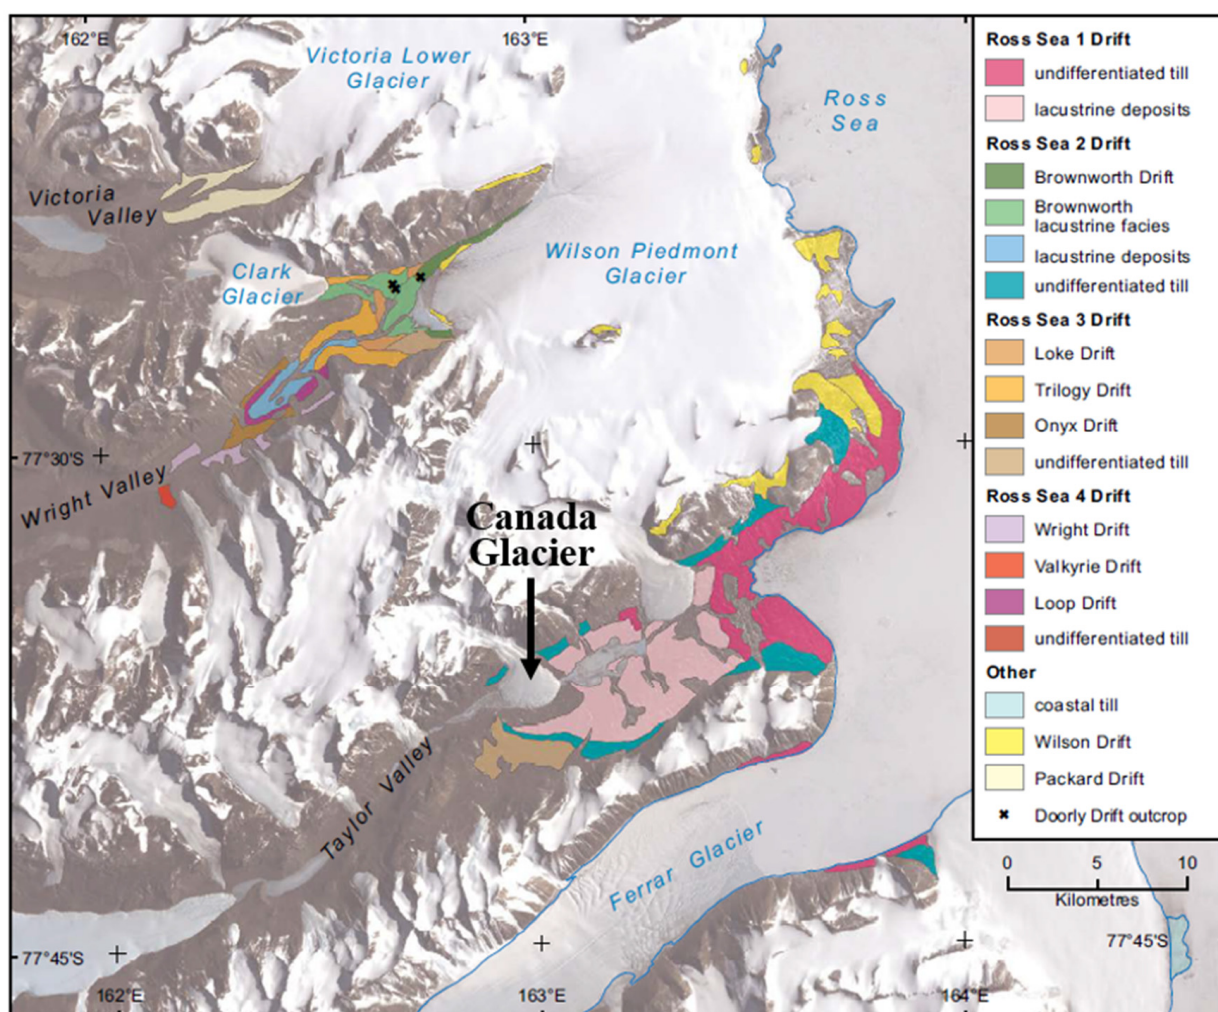 162°E
163°E
Victoria Lower
Glacier
Ross
Sea
Victoria
Valley
Clark
Glacier
Wilson Piedmont
Glacier
77°30'S
Wright Valley
Canada
Glacier
Taylor Valley
Ferrar Glacier
77°45'S
162°E
163°E
164°E
77°45'S
Ross Sea 1 Drift
undifferentiated till
lacustrine deposits
Ross Sea 2 Drift
Brownworth Drift
Brownworth
lacustrine facies
lacustrine deposits
undifferentiated till
Ross Sea 3 Drift
Loke Drift
Trilogy Drift
Onyx Drift
undifferentiated till
Ross Sea 4 Drift
Wright Drift
Valkyrie Drift
Loop Drift
undifferentiated till
Other
coastal till
Wilson Drift
Packard Drift
Doorly Drift outcrop
0 5 10
Kilometres